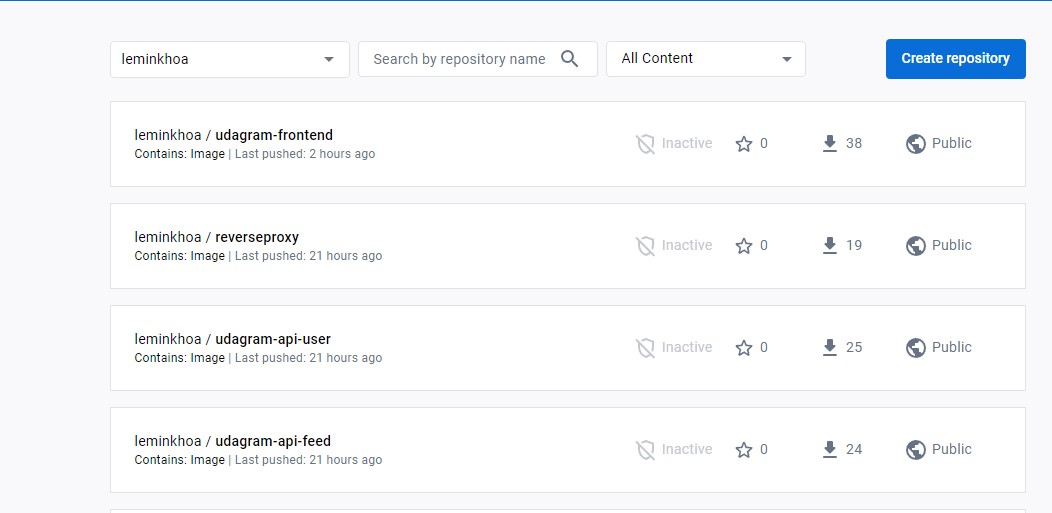 leminkhoa
Search by repository name
All Content
Create repository
leminkhoa / udagram-frontend
Contains: Image | Last pushed: 2 hours ago
Inactive
0
38
Public
leminkhoa / reverseproxy
Contains: Image | Last pushed: 21 hours ago
Inactive
0
19
Public
leminkhoa / udagram-api-user
Contains: Image | Last pushed: 21 hours ago
Inactive
0
25
Public
leminkhoa / udagram-api-feed
Contains: Image | Last pushed: 21 hours ago
Inactive
0
24
Public